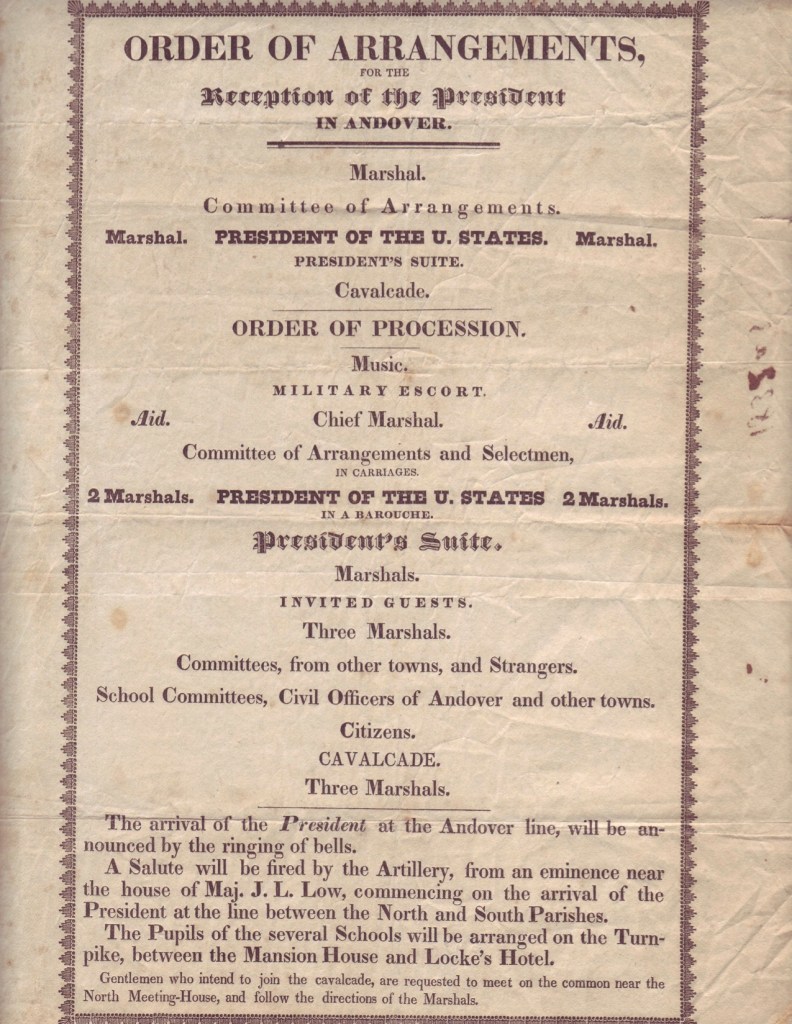 ORDER OF ARRANGEMENTS,
FOR THE
Reception of the President
IN ANDOVER.
Marshal.
Committee of Arrangements.
Marshal. PRESIDENT OF THE U. STATES. Marshal.
PRESIDENT'S SUITE.
Cavalcade.
ORDER OF PROCESSION.
Music.
MILITARY ESCORT.
Aid. Chief Marshal. Aid.
Committee of Arrangements and Selectmen,
IN CARRIAGES.
2 Marshals. PRESIDENT OF THE U. STATES 2 Marshals.
IN A BAROUCHE.
President's Suite.
Marshals.
INVITED GUESTS.
Three Marshals.
Committees, from other towns, and Strangers.
School Committees, Civil Officers of Andover and other towns.
Citizens.
CAVALCADE.
Three Marshals.
The arrival of the President at the Andover line, will be an-
nounced by the ringing of bells.
A Salute will be fired by the Artillery, from an eminence near
the house of Maj. J. L. Low, commencing on the arrival of the
President at the line between the North and South Parishes.
The Pupils of the several Schools will be arranged on the Turn-
pike, between the Mansion House and Locke's Hotel.
Gentlemen who intend to join the cavalcade, are requested to meet on the common near the
North Meeting-House, and follow the directions of the Marshals.